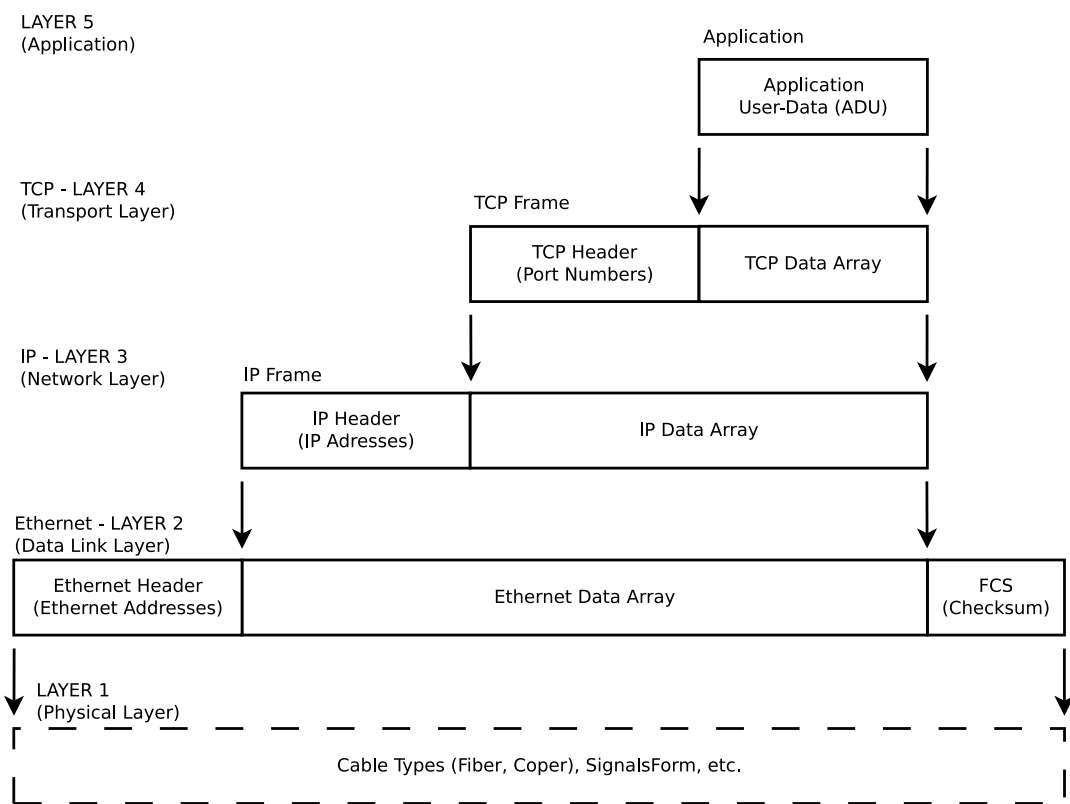 LAYER 5
(Application)
Application
Application
User-Data (ADU)
TCP - LAYER 4
(Transport Layer)
TCP Frame
TCP Header
(Port Numbers)
TCP Data Array
IP - LAYER 3
(Network Layer)
IP Frame
IP Header
(IP Adresses)
IP Data Array
Ethernet - LAYER 2
(Data Link Layer)
Ethernet Header
(Ethernet Addresses)
Ethernet Data Array
FCS
(Checksum)
LAYER 1
(Physical Layer)
Cable Types (Fiber, Coper), SignalsForm, etc.